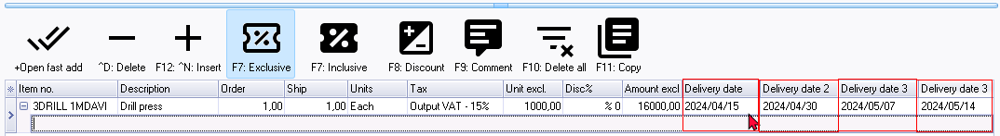 +Open fast add ^D: Delete F12: ^N: Insert F7: Exclusive F7: Inclusive F8: Discount F9: Comment F10: Delete all F11: Copy
Item no. Description Order Ship Units Tax Unit excl. Disc% Amount excl Delivery date Delivery date 2 Delivery date 3 Delivery date 3
3DRILL 1MDAVI Drill press 1,00 1,00 Each Output VAT - 15% 1000,00 % 0 16000,00 2024/04/15 2024/04/30 2024/05/07 2024/05/14